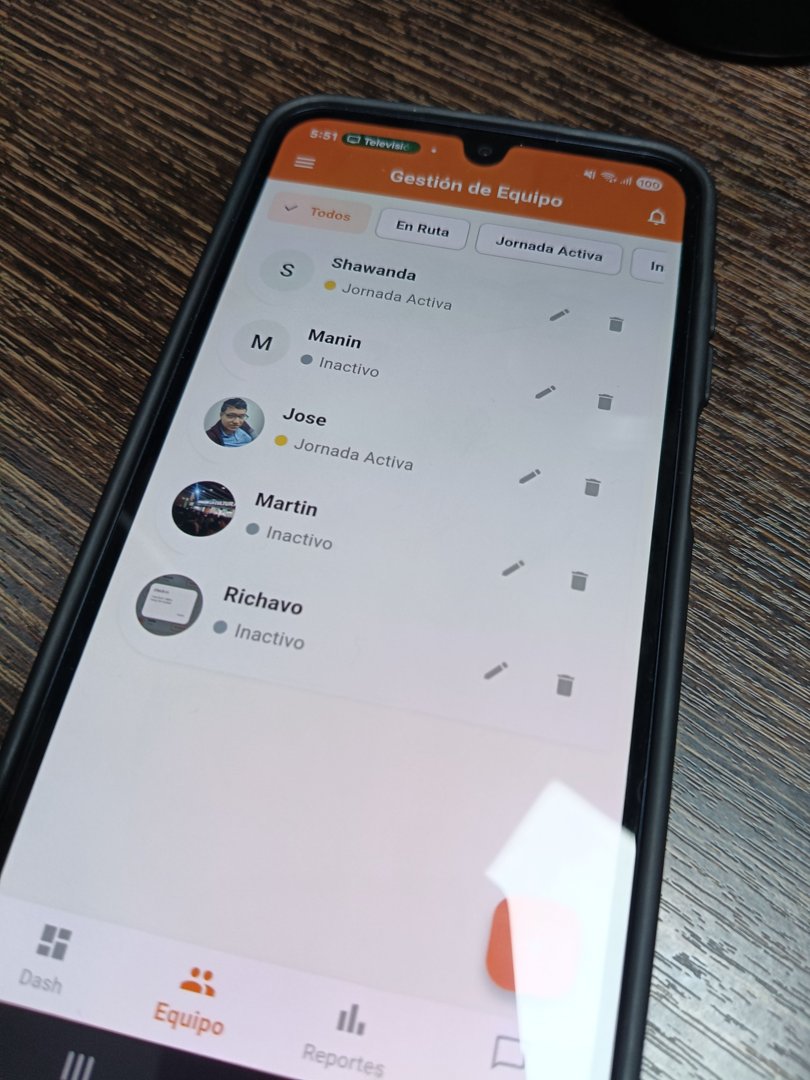 5:51
100
Gestión de Equipo
Todos
En Ruta
Jornada Activa
In
S
Shawanda
Jornada Activa
M
Manin
Inactivo
Jose
Jornada Activa
Martin
Inactivo
Richavo
Inactivo
Dash
Equipo
Reportes